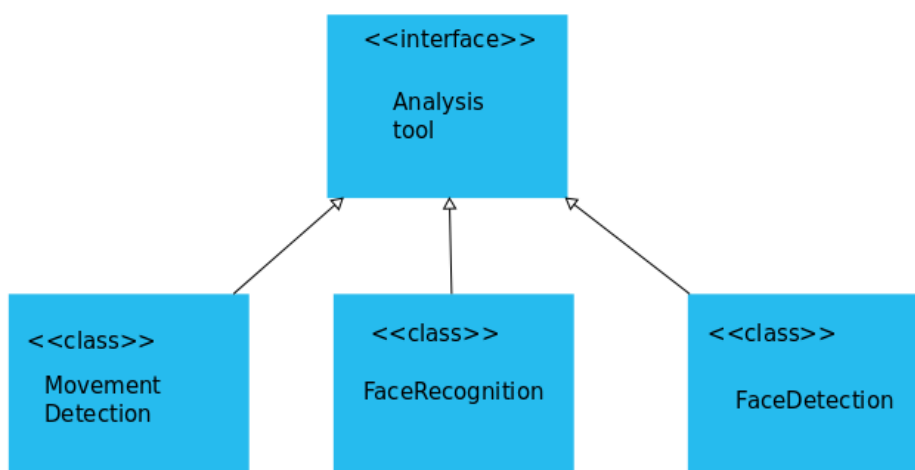 <<interface>>
Analysis
tool
<<class>>
Movement
Detection
<<class>>
FaceRecognition
<<class>>
FaceDetection